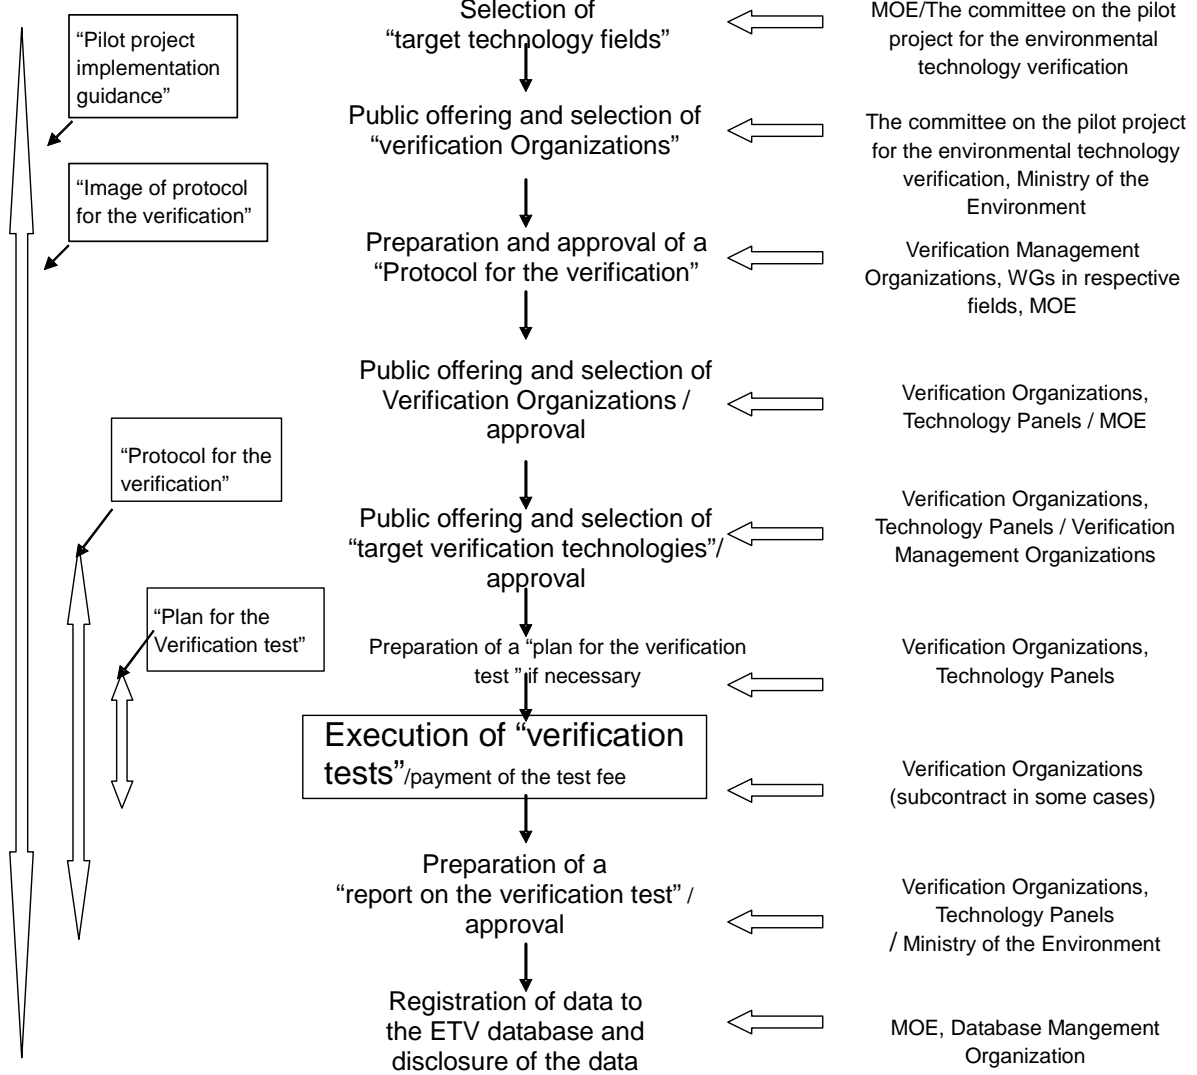 Selection of
“target technology fields”
MOE/The committee on the pilot
project for the environmental
technology verification
“Pilot project
implementation
guidance”
Public offering and selection of
“verification Organizations”
The committee on the pilot project
for the environmental technology
verification, Ministry of the
Environment
“Image of protocol
for the verification”
Preparation and approval of a
“Protocol for the verification”
Verification Management
Organizations, WGs in respective
fields, MOE
Public offering and selection of
Verification Organizations /
approval
Verification Organizations,
Technology Panels / MOE
“Protocol for the
verification”
Public offering and selection of
“target verification technologies”/
approval
Verification Organizations,
Technology Panels / Verification
Management Organizations
“Plan for the
Verification test”
Preparation of a “plan for the verification
test ” if necessary
Verification Organizations,
Technology Panels
Execution of “verification
tests”/payment of the test fee
Verification Organizations
(subcontract in some cases)
Preparation of a
“report on the verification test” /
approval
Verification Organizations,
Technology Panels
/ Ministry of the Environment
Registration of data to
the ETV database and
disclosure of the data
MOE, Database Mangement
Organization